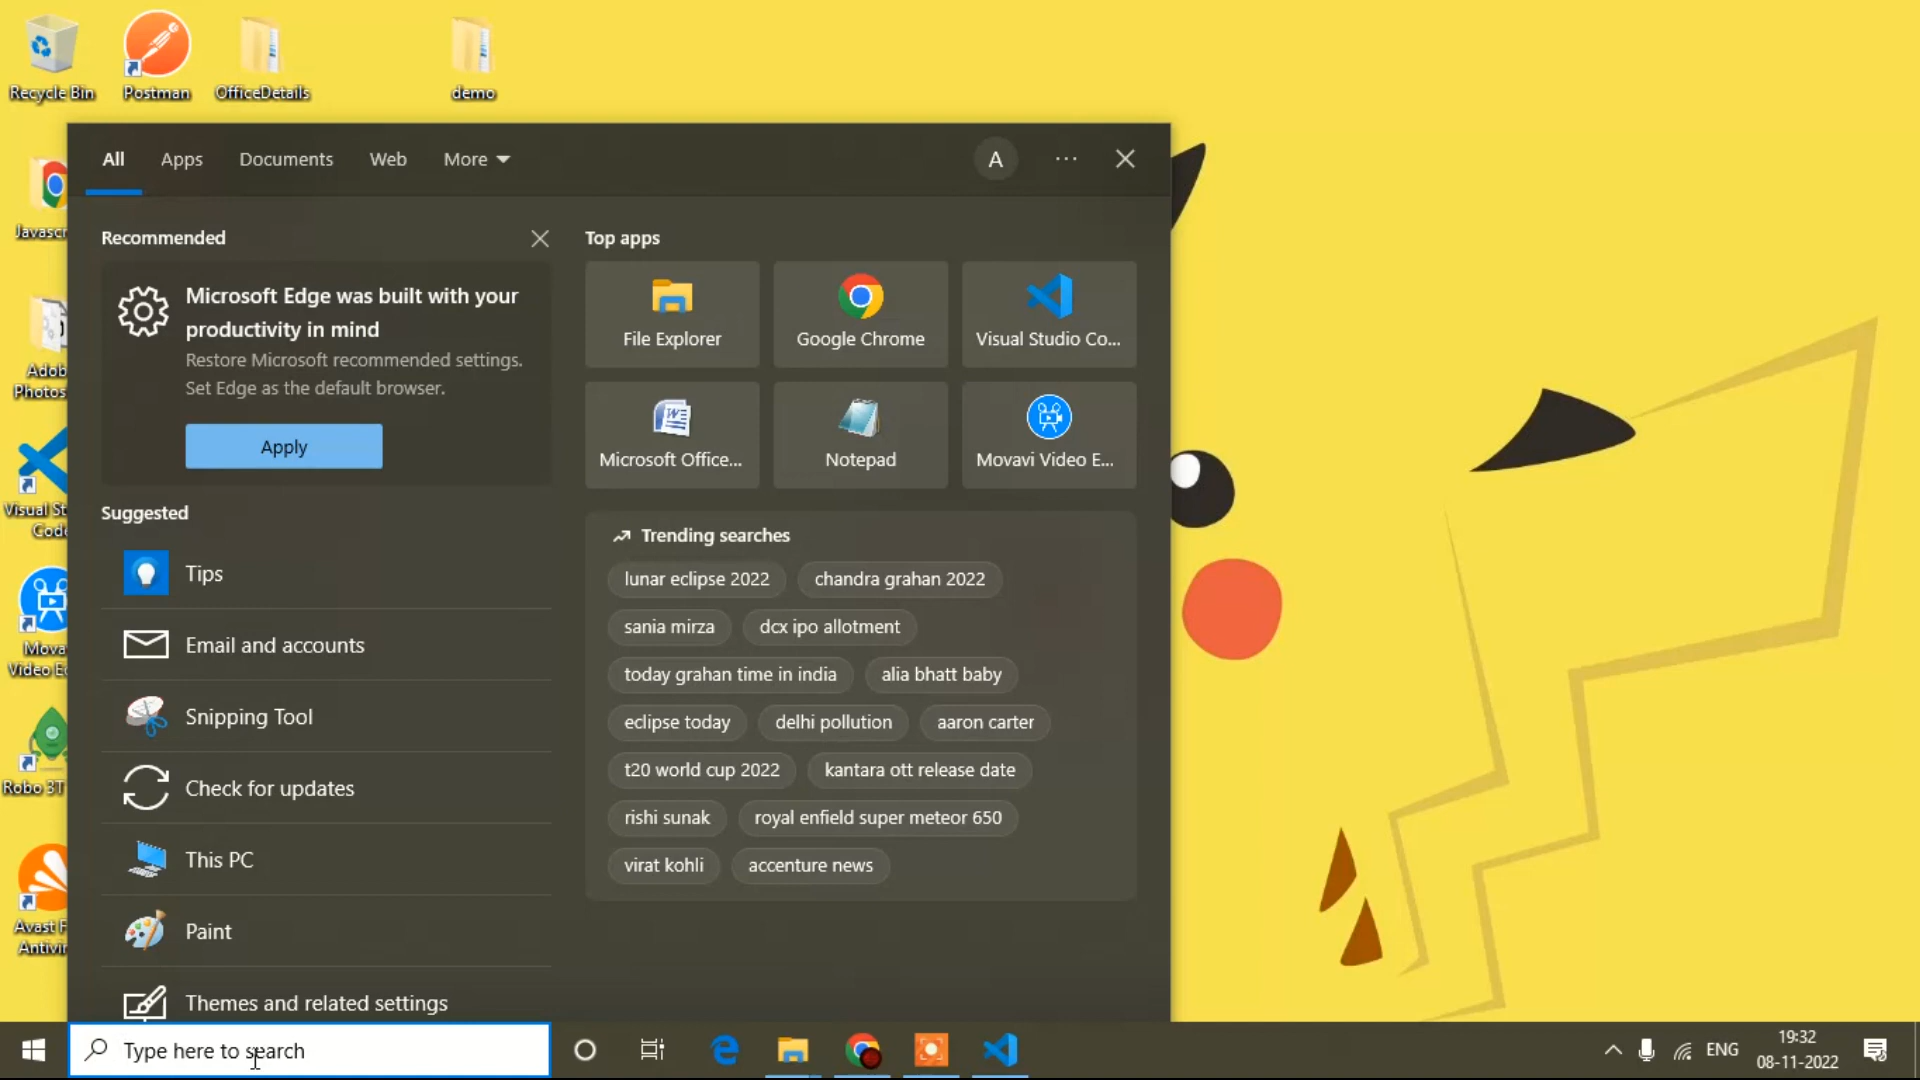 Recycle Bin
Postman
OfficeDetails
demo
All
Apps
Documents
Web
More
A
Recommended
Top apps
Microsoft Edge was built with your
productivity in mind
Restore Microsoft recommended settings.
Set Edge as the default browser.
Apply
File Explorer
Google Chrome
Visual Studio Co...
Microsoft Office...
Notepad
Movavi Video E...
Suggested
Tips
Email and accounts
Snipping Tool
Check for updates
This PC
Paint
Themes and related settings
Trending searches
lunar eclipse 2022
chandra grahan 2022
sania mirza
dcx ipo allotment
today grahan time in india
alia bhatt baby
eclipse today
delhi pollution
aaron carter
t20 world cup 2022
kantara ott release date
rishi sunak
royal enfield super meteor 650
virat kohli
accenture news
Javascr
Adob
Photos
Visual St
Code
Mova
Video Ed
Robo 3T
Avast F
Antivir
Type here to search
ENG
19:32
08-11-2022